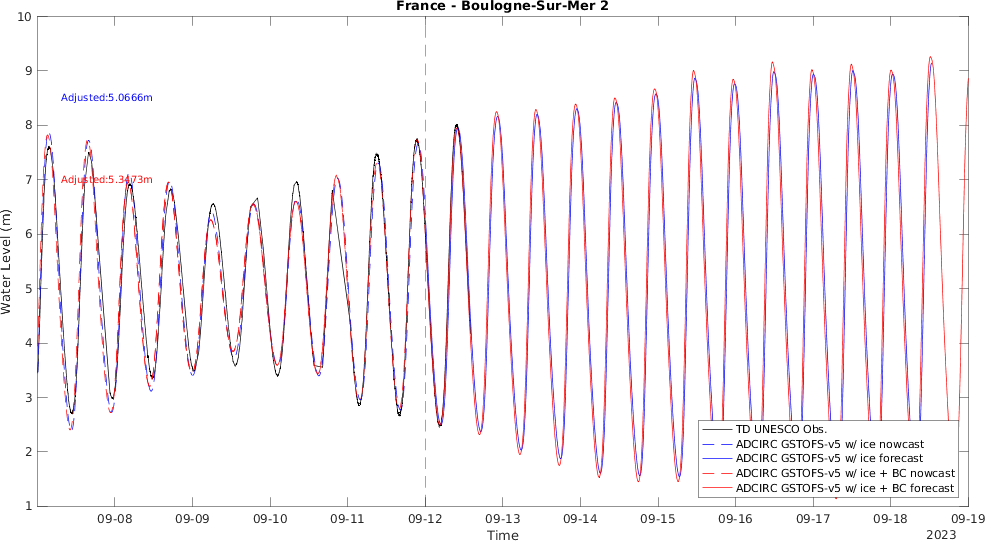 France - Boulogne-Sur-Mer 2
10
9
8
7
6
5
4
3
2
1
Water Level (m)
Adjusted:5.0666m
Adjusted:5.3473m
TD UNESCO Obs.
ADCIRC GSTOFS-v5 w/ ice nowcast
ADCIRC GSTOFS-v5 w/ ice forecast
ADCIRC GSTOFS-v5 w/ ice + BC nowcast
ADCIRC GSTOFS-v5 w/ ice + BC forecast
09-08 09-09 09-10 09-11 09-12 09-13 09-14 09-15 09-16 09-17 09-18 09-19
Time
2023